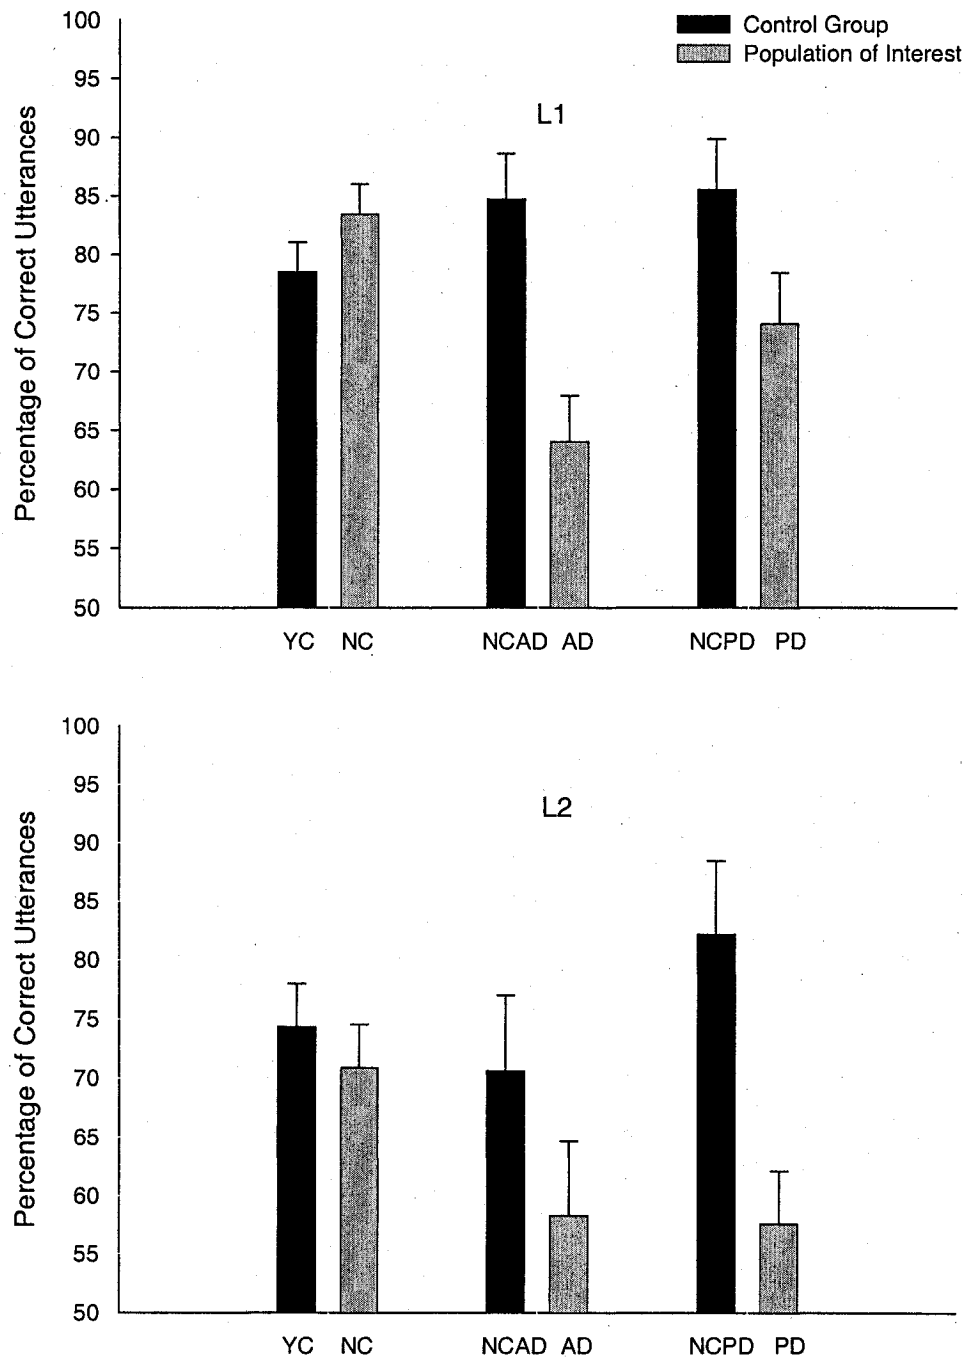 Control Group
Population of Interest
L1
Percentage of Correct Utterances
100
95
90
85
80
75
70
65
60
55
50
YC NC NCAD AD NCPD PD
L2
Percentage of Correct Utterances
100
95
90
85
80
75
70
65
60
55
50
YC NC NCAD AD NCPD PD